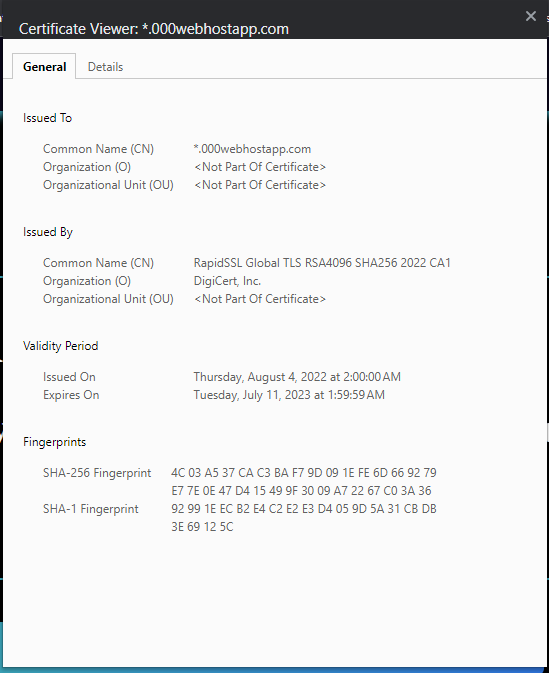 Certificate Viewer: *.000webhostapp.com
General Details
Issued To
Common Name (CN) *.000webhostapp.com
Organization (O) <Not Part Of Certificate>
Organizational Unit (OU) <Not Part Of Certificate>
Issued By
Common Name (CN) RapidSSL Global TLS RSA4096 SHA256 2022 CA1
Organization (O) DigiCert, Inc.
Organizational Unit (OU) <Not Part Of Certificate>
Validity Period
Issued On Thursday, August 4, 2022 at 2:00:00 AM
Expires On Tuesday, July 11, 2023 at 1:59:59 AM
Fingerprints
SHA-256 Fingerprint 4C 03 A5 37 CA C3 BA F7 9D 09 1E FE 6D 66 92 79
E7 7E 0E 47 D4 15 49 9F 30 09 A7 22 67 C0 3A 36
SHA-1 Fingerprint 92 99 1E EC B2 E4 C2 E2 E3 D4 05 9D 5A 31 CB DB
3E 69 12 5C